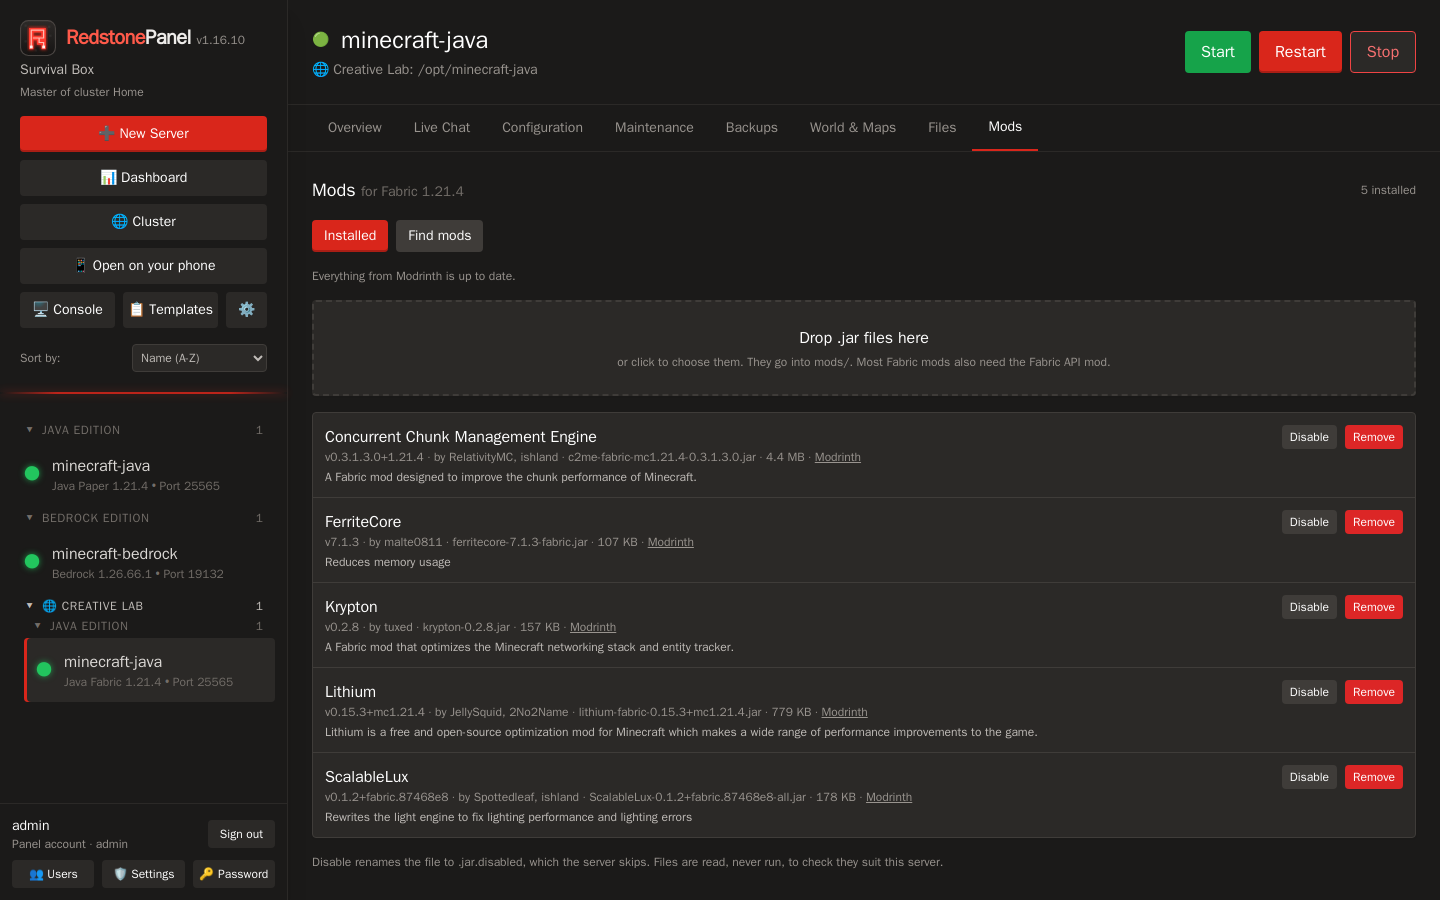 RedstonePanel v1.16.10
Survival Box
Master of cluster Home
New Server
Dashboard
Cluster
Open on your phone
Console
Templates
Sort by:
Name (A-Z)
JAVA EDITION 1
minecraft-java
Java Paper 1.21.4 • Port 25565
BEDROCK EDITION 1
minecraft-bedrock
Bedrock 1.26.66.1 • Port 19132
CREATIVE LAB 1
JAVA EDITION 1
minecraft-java
Java Fabric 1.21.4 • Port 25565
admin
Panel account · admin
Sign out
Users
Settings
Password
minecraft-java
Creative Lab: /opt/minecraft-java
Start
Restart
Stop
Overview
Live Chat
Configuration
Maintenance
Backups
World & Maps
Files
Mods
Mods for Fabric 1.21.4
5 installed
Installed
Find mods
Everything from Modrinth is up to date.
Drop .jar files here
or click to choose them. They go into mods/. Most Fabric mods also need the Fabric API mod.
Concurrent Chunk Management Engine
v0.3.1.3.0+1.21.4 · by RelativityMC, ishland · c2me-fabric-mc1.21.4-0.3.1.3.0.jar · 4.4 MB · Modrinth
A Fabric mod designed to improve the chunk performance of Minecraft.
Disable
Remove
FerriteCore
v7.1.3 · by malte0811 · ferritecore-7.1.3-fabric.jar · 107 KB · Modrinth
Reduces memory usage
Disable
Remove
Krypton
v0.2.8 · by tuxed · krypton-0.2.8.jar · 157 KB · Modrinth
A Fabric mod that optimizes the Minecraft networking stack and entity tracker.
Disable
Remove
Lithium
v0.15.3+mc1.21.4 · by JellySquid, 2No2Name · lithium-fabric-0.15.3+mc1.21.4.jar · 779 KB · Modrinth
Lithium is a free and open-source optimization mod for Minecraft which makes a wide range of performance improvements to the game.
Disable
Remove
ScalableLux
v0.1.2+fabric.87468e8 · by Spottedleaf, ishland · ScalableLux-0.1.2+fabric.87468e8-all.jar · 178 KB · Modrinth
Rewrites the light engine to fix lighting performance and lighting errors
Disable
Remove
Disable renames the file to .jar.disabled, which the server skips. Files are read, never run, to check they suit this server.